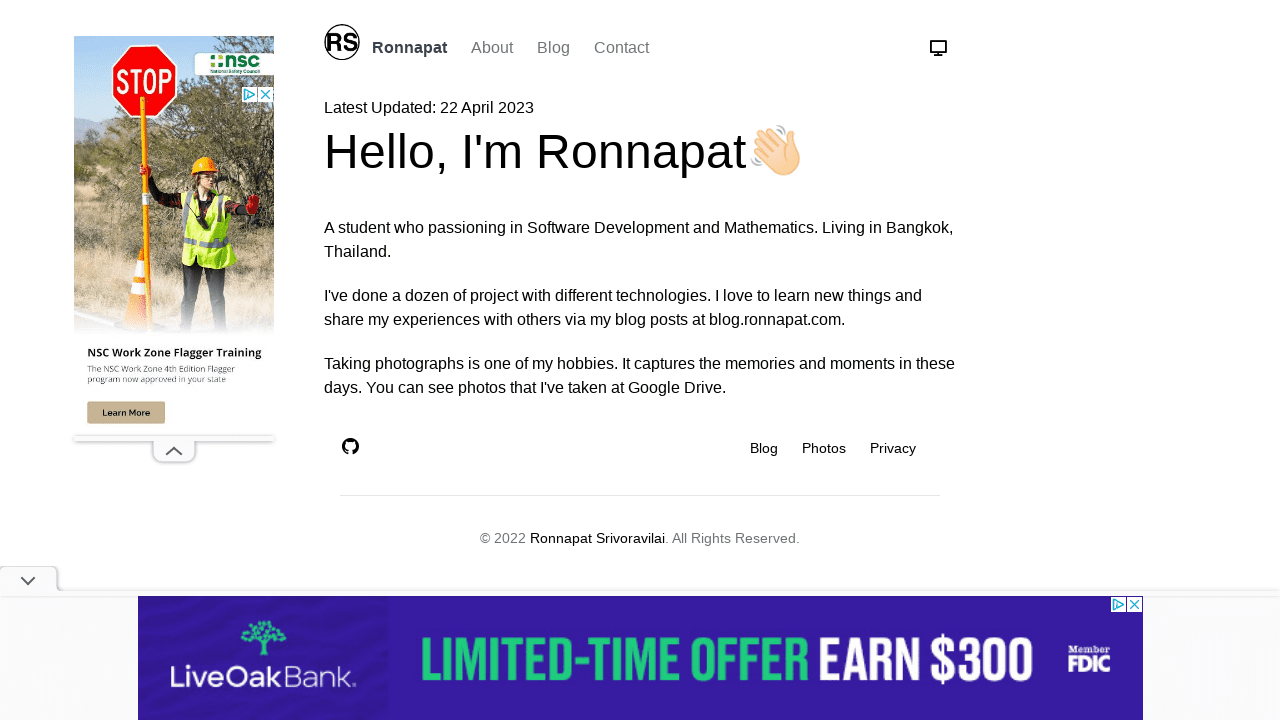 RS
Ronnapat
About
Blog
Contact
STOP
nsc
National Safety Council
Latest Updated: 22 April 2023
Hello, I'm Ronnapat👋🏻
A student who passioning in Software Development and Mathematics. Living in Bangkok,
Thailand.
I've done a dozen of project with different technologies. I love to learn new things and
share my experiences with others via my blog posts at blog.ronnapat.com.
Taking photographs is one of my hobbies. It captures the memories and moments in these
days. You can see photos that I've taken at Google Drive.
NSC Work Zone Flagger Training
The NSC Work Zone 4th Edition Flagger
program now approved in your state
Learn More
Blog
Photos
Privacy
© 2022 Ronnapat Srivoravilai. All Rights Reserved.
LiveOakBank.
LIMITED-TIME OFFER EARN $300
Member
FDIC